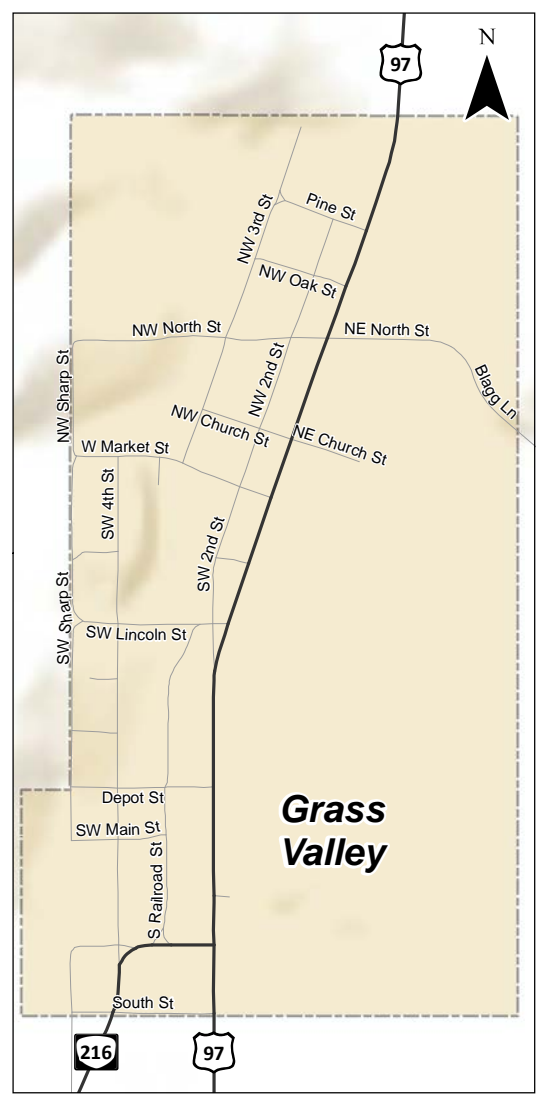 N
97
Pine St
NW 3rd St
NW Oak St
NW North St
NE North St
NW Sharp St
NW 2nd St
Blagg Ln
NW Church St
NE Church St
W Market St
SW 4th St
SW 2nd St
SW Sharp St
SW Lincoln St
Depot St
Grass
Valley
SW Main St
S Railroad St
South St
216
97